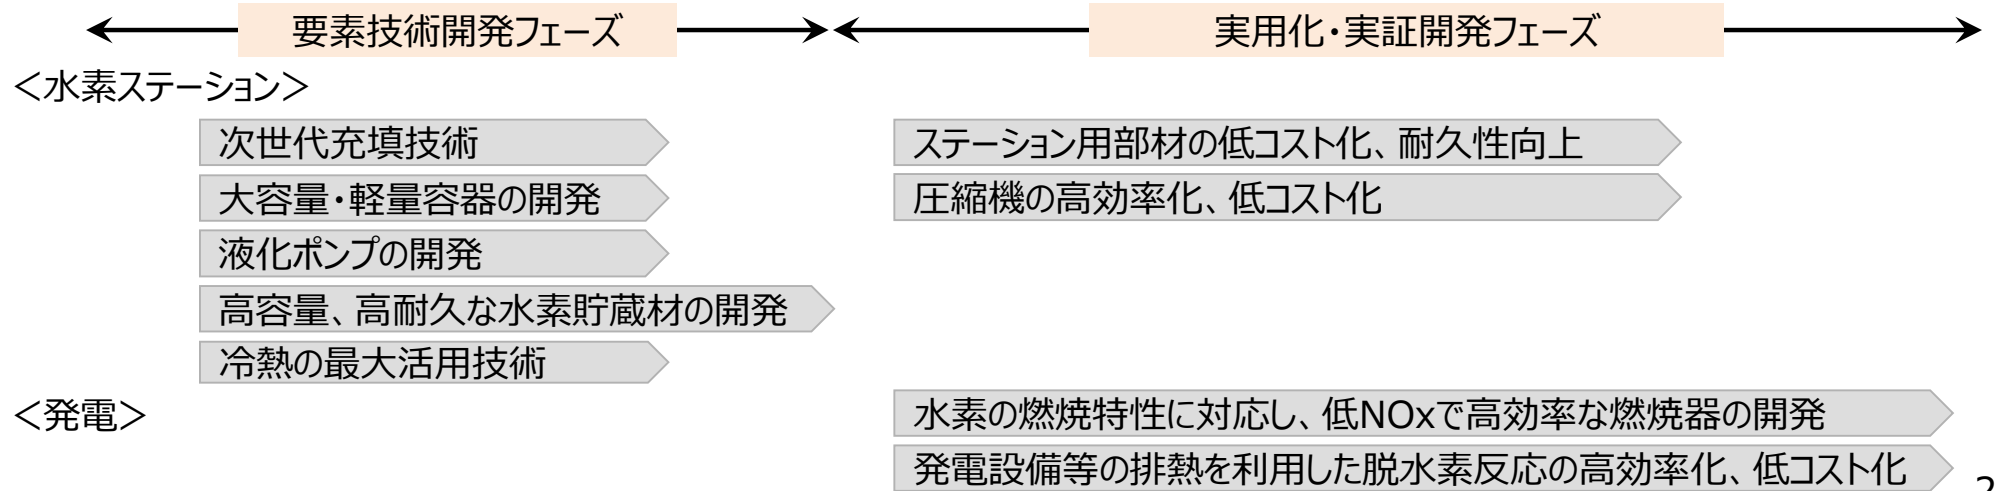 要素技術開発フェーズ
実用化・実証開発フェーズ
＜水素ステーション＞
次世代充填技術
ステーション用部材の低コスト化、耐久性向上
大容量・軽量容器の開発
圧縮機の高効率化、低コスト化
液化ポンプの開発
高容量、高耐久な水素貯蔵材の開発
冷熱の最大活用技術
＜発電＞
水素の燃焼特性に対応し、低NOxで高効率な燃焼器の開発
発電設備等の排熱を利用した脱水素反応の高効率化、低コスト化